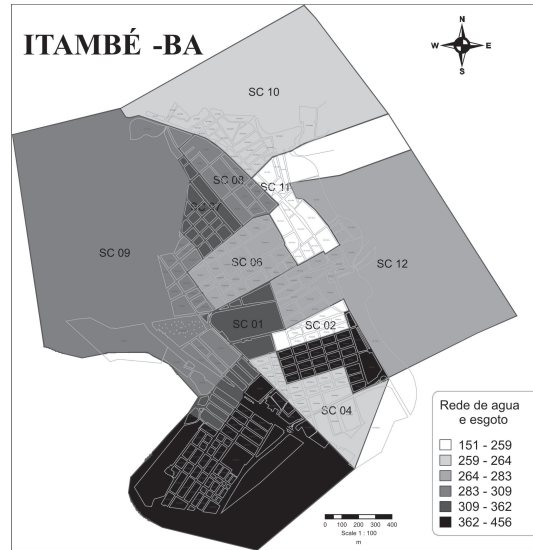 ITAMBÉ -BA
N
W E
S
SC 10
SC 08
SC 11
SC 09
SC 06
SC 12
SC 01
SC 02
SC 04
Rede de agua
e esgoto
151 - 259
259 - 264
264 - 283
283 - 309
309 - 362
362 - 456
0 100 200 300 400
Scale 1 : 100
m